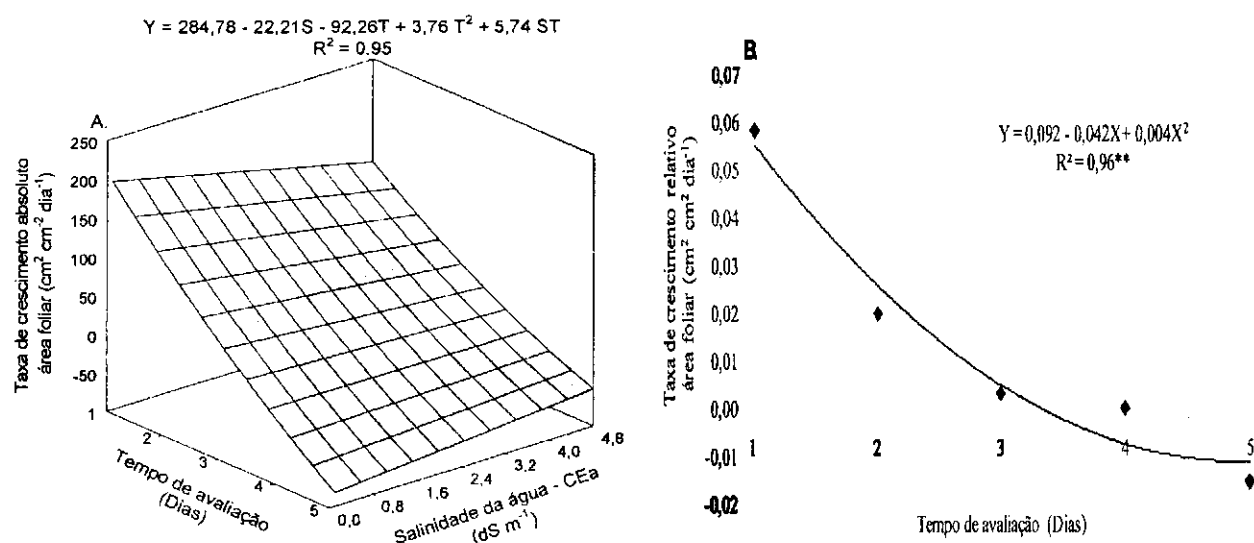 Y = 284,78 - 22,21S - 92,26T + 3,76 T² + 5,74 ST
R² = 0.95
A.
Taxa de crescimento absoluto
área foliar (cm² cm⁻² dia⁻¹)
250
200
150
100
50
0
-50
1
2
3
4
5
Tempo de avaliação
(Dias)
0,0
0,8
1,6
2,4
3,2
4,0
4,8
Salinidade da água - CEa
(dS m⁻¹)
B.
Taxa de crescimento relativo
área foliar (cm² cm² dia⁻¹)
0,07
0,06
0,05
0,04
0,03
0,02
0,01
0,00
-0,01
-0,02
Y = 0,092 - 0,042X + 0,004X²
R² = 0,96**
1
2
3
4
5
Tempo de avaliação (Dias)